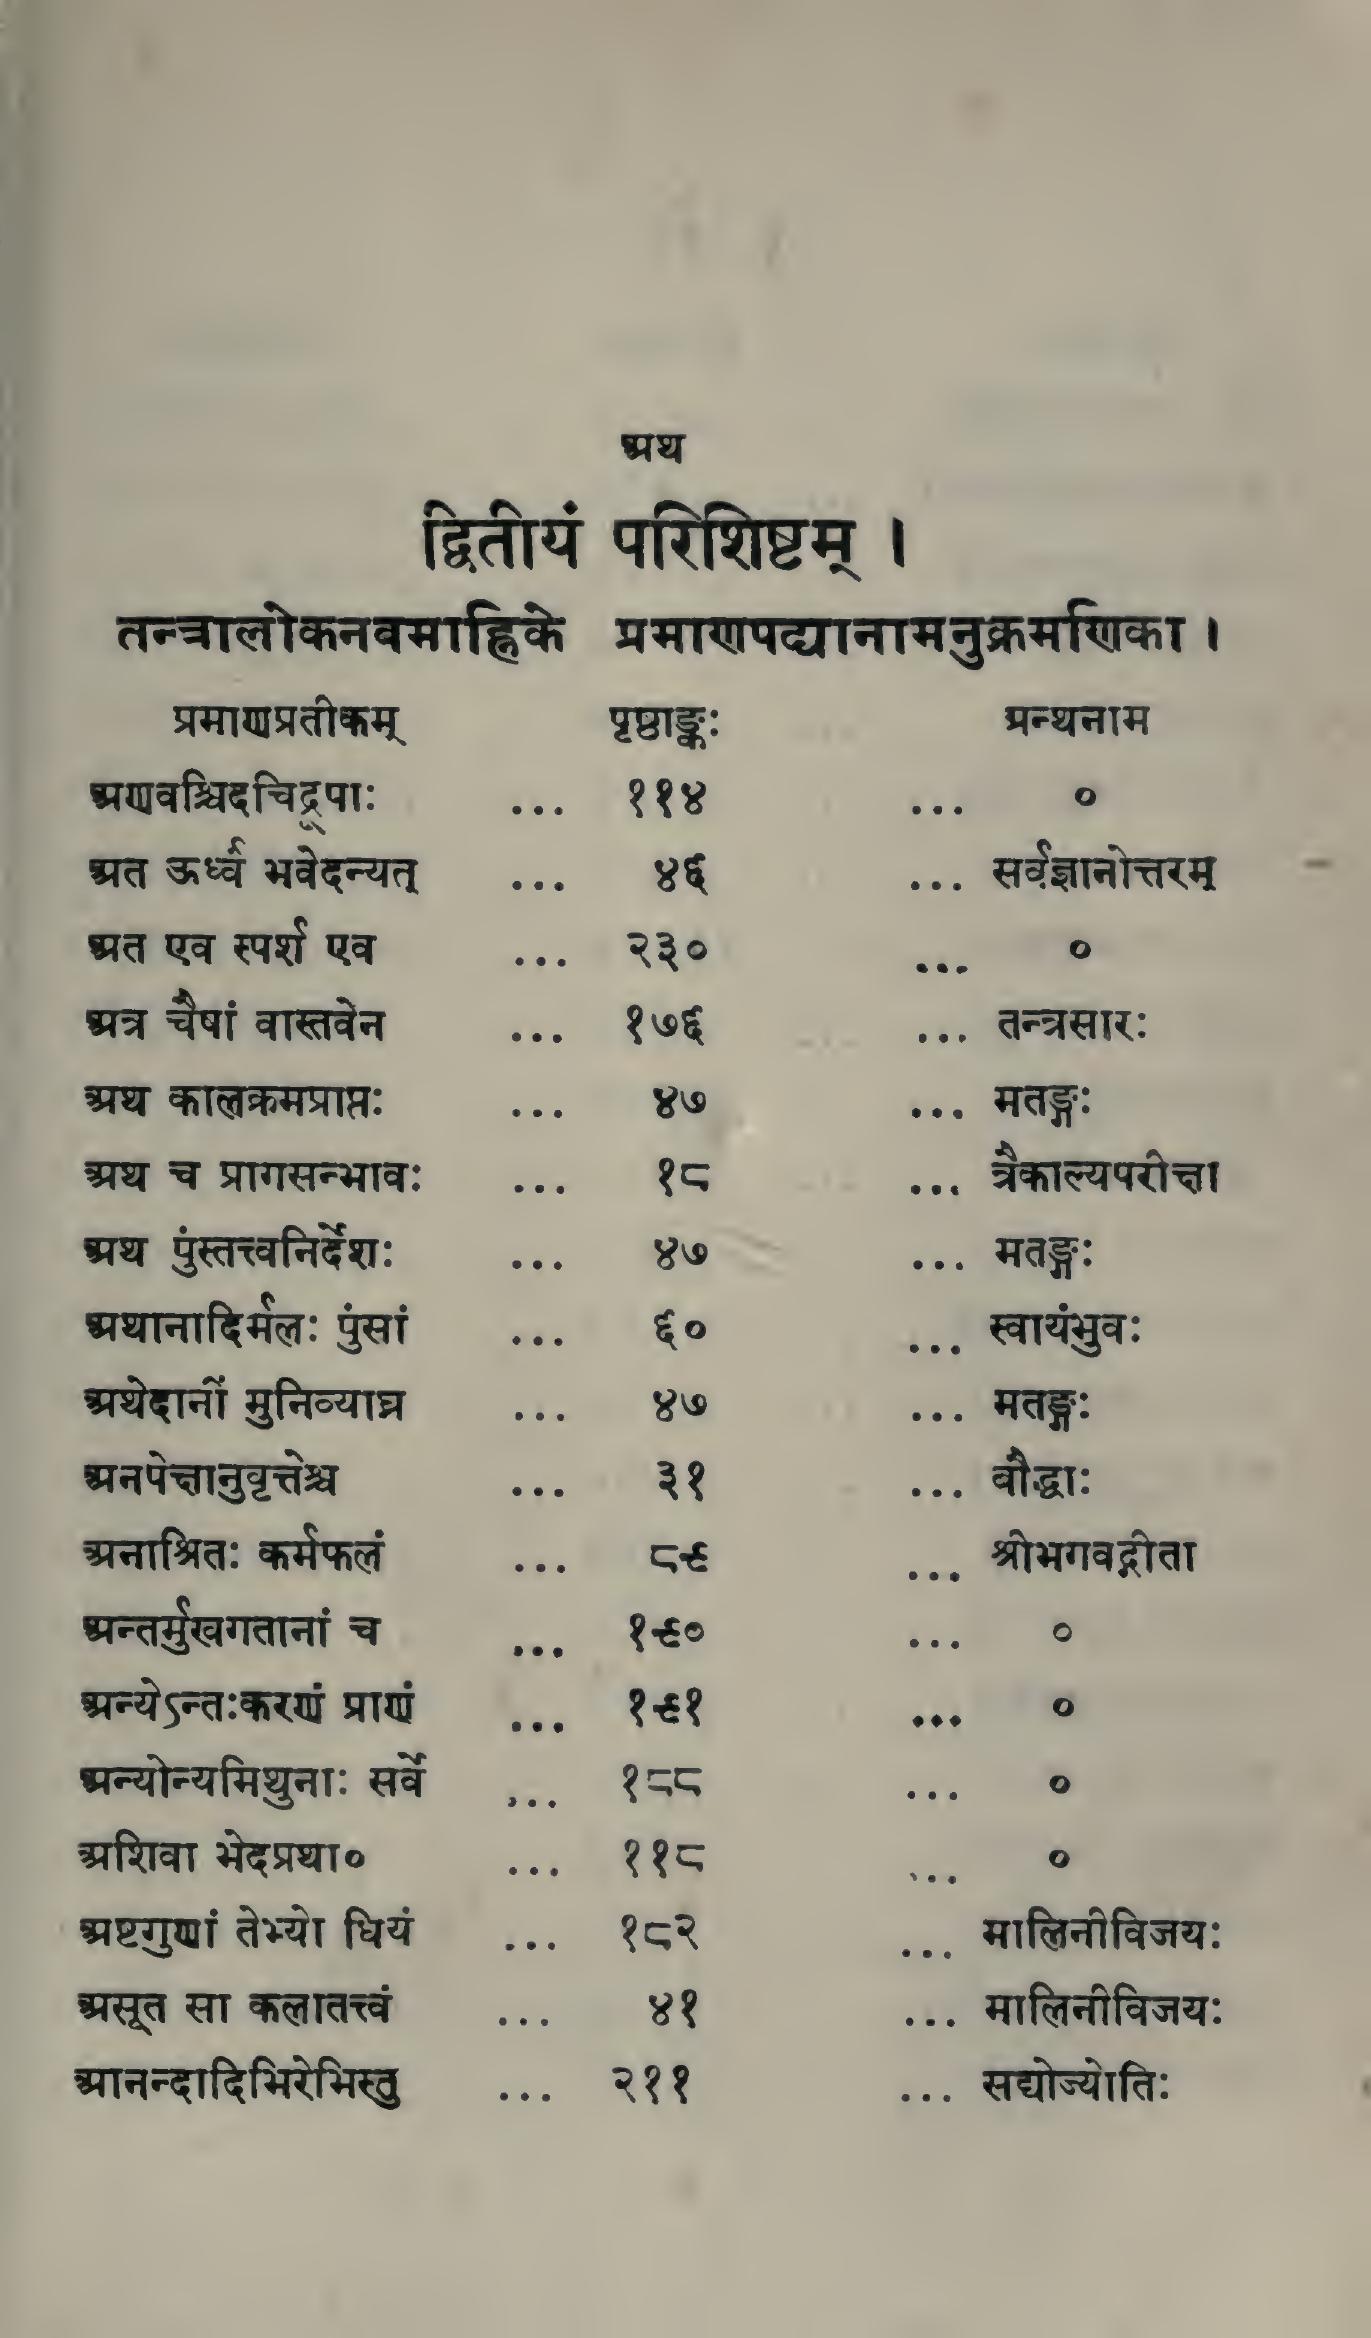 अथ
द्वितीयं परिशिष्टम् ।
तन्त्रालोकनवमाह्निके प्रमाणपद्यानामनुक्रमणिका ।
प्रमाणप्रतीकम् पृष्ठाङ्कः ग्रन्थनाम
अणवश्चिदचिद्रूपाः ... ११४ ... ०
अत ऊर्ध्वं भवेदन्यत् ... ४६ ... सर्वज्ञानोत्तरम्
अत एव स्पर्श एव ... २३० ... ०
अत्र चैषां वास्तवेन ... १७६ ... तन्त्रसारः
अथ कालक्रमप्राप्तः ... ४७ ... मतङ्गः
अथ च प्रागसन्भावः ... १८ ... त्रैकाल्यपरीक्षा
अथ पुंस्तत्त्वनिर्देशः ... ४७ ... मतङ्गः
अथानादिर्मलः पुंसां ... ६० ... स्वायंभुवः
अथेदानीं मुनिव्याघ्र ... ४७ ... मतङ्गः
अनपेक्षानुवृत्तेश्च ... ३१ ... बौद्धाः
अनाश्रितः कर्मफलं ... ८९ ... श्रीभगवद्गीता
अन्तर्मुखगतानां च ... १९० ... ०
अन्येऽन्तःकरणं प्राणं ... १९१ ... ०
अन्योन्यमिथुनाः सर्वे ... १८८ ... ०
अशिवा भेदप्रथा० ... ११८ ... ०
अष्टगुणां तेभ्यो धियं ... १८२ ... मालिनीविजयः
असूत सा कलातत्त्वं ... ४१ ... मालिनीविजयः
आनन्दादिभिरेभिस्तु ... २११ ... सद्योज्योतिः